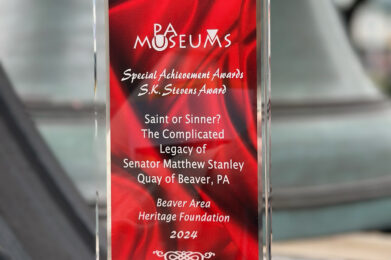 PA
MUSEUMS
Special Achievement Awards
S.K. Stevens Award
Saint or Sinner?
The Complicated
Legacy of
Senator Matthew Stanley
Quay of Beaver, PA
Beaver Area
Heritage Foundation
2024